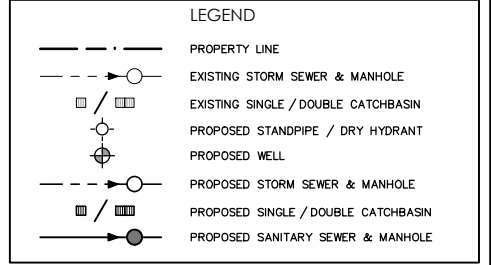 LEGEND
PROPERTY LINE
EXISTING STORM SEWER & MANHOLE
EXISTING SINGLE / DOUBLE CATCHBASIN
PROPOSED STANDPIPE / DRY HYDRANT
PROPOSED WELL
PROPOSED STORM SEWER & MANHOLE
PROPOSED SINGLE / DOUBLE CATCHBASIN
PROPOSED SANITARY SEWER & MANHOLE